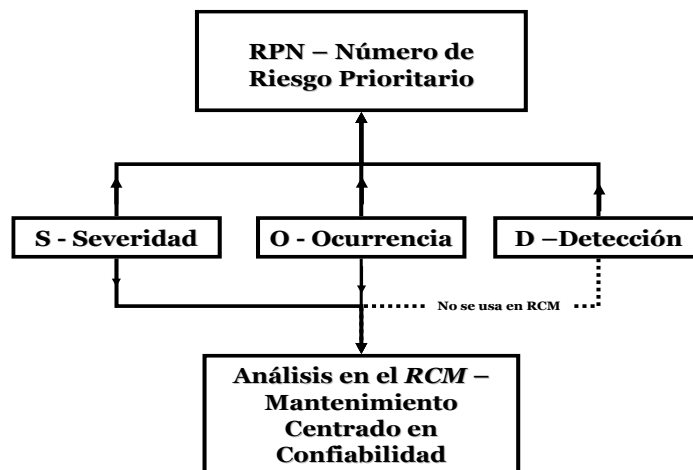 RPN – Número de
Riesgo Prioritario
S - Severidad
O - Ocurrencia
D –Detección
No se usa en RCM
Análisis en el RCM –
Mantenimiento
Centrado en
Confiabilidad